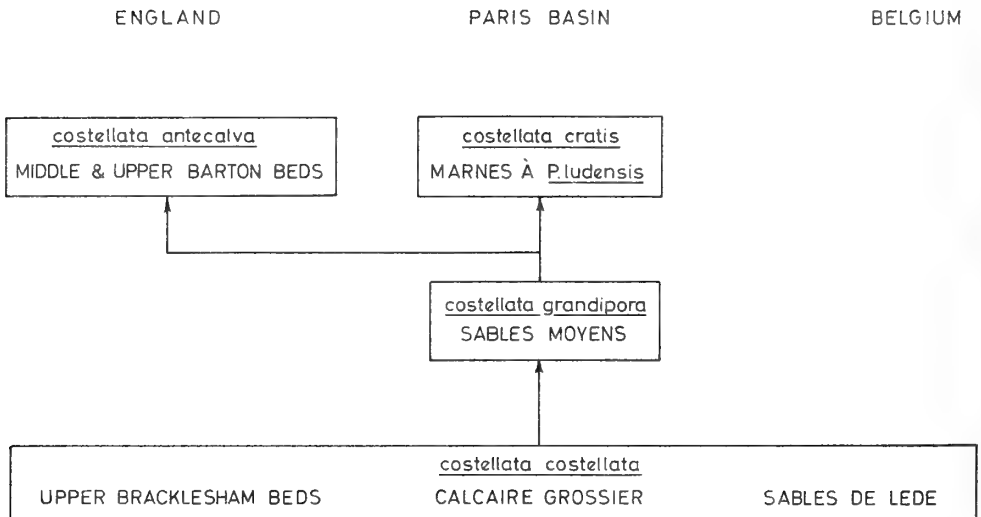 ENGLAND PARIS BASIN BELGIUM
costellata antecalva
MIDDLE & UPPER BARTON BEDS
costellata cratis
MARNES À P.ludensis
costellata grandipora
SABLES MOYENS
costellata costellata
UPPER BRACKLESHAM BEDS CALCAIRE GROSSIER SABLES DE LEDE